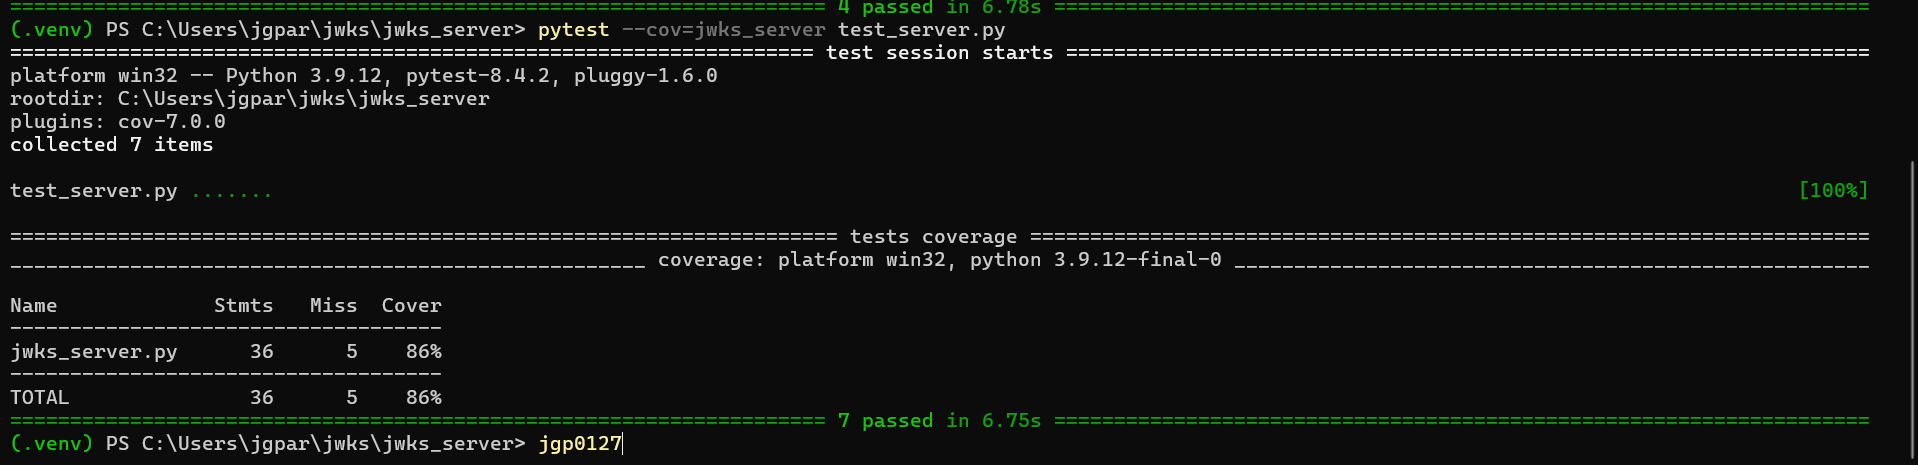 ============================== 4 passed in 6.78s ==============================
(.venv) PS C:\Users\jgpar\jwks\jwks_server> pytest --cov=jwks_server test_server.py
============================== test session starts ==============================
platform win32 -- Python 3.9.12, pytest-8.4.2, pluggy-1.6.0
rootdir: C:\Users\jgpar\jwks\jwks_server
plugins: cov-7.0.0
collected 7 items
test_server.py ....... [100%]
============================== tests coverage ==============================
______________________________ coverage: platform win32, python 3.9.12-final-0 ______________________________
Name Stmts Miss Cover
------------------------------------
jwks_server.py 36 5 86%
------------------------------------
TOTAL 36 5 86%
============================== 7 passed in 6.75s ==============================
(.venv) PS C:\Users\jgpar\jwks\jwks_server> jgp0127